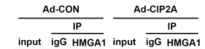 Ad-CON Ad-CIP2A
IP IP
input igG HMGA1 input igG HMGA1